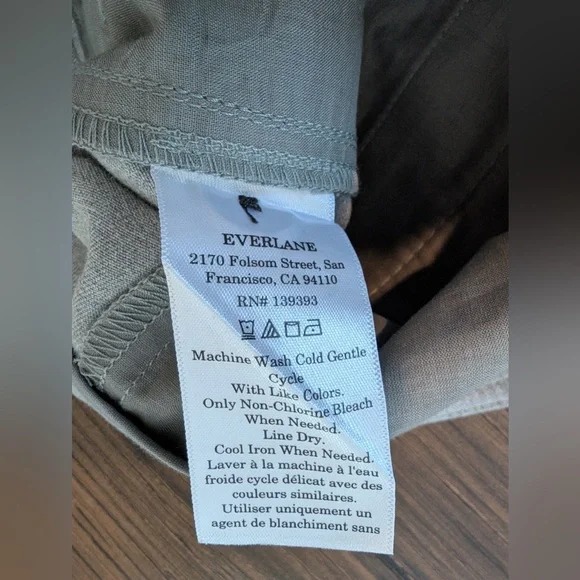 EVERLANE
2170 Folsom Street, San
Francisco, CA 94110
RN# 139393
Machine Wash Cold Gentle
Cycle
With Like Colors.
Only Non-Chlorine Bleach
When Needed.
Line Dry.
Cool Iron When Needed.
Laver à la machine à l'eau
froide cycle délicat avec des
couleurs similaires.
Utiliser uniquement un
agent de blanchiment sans